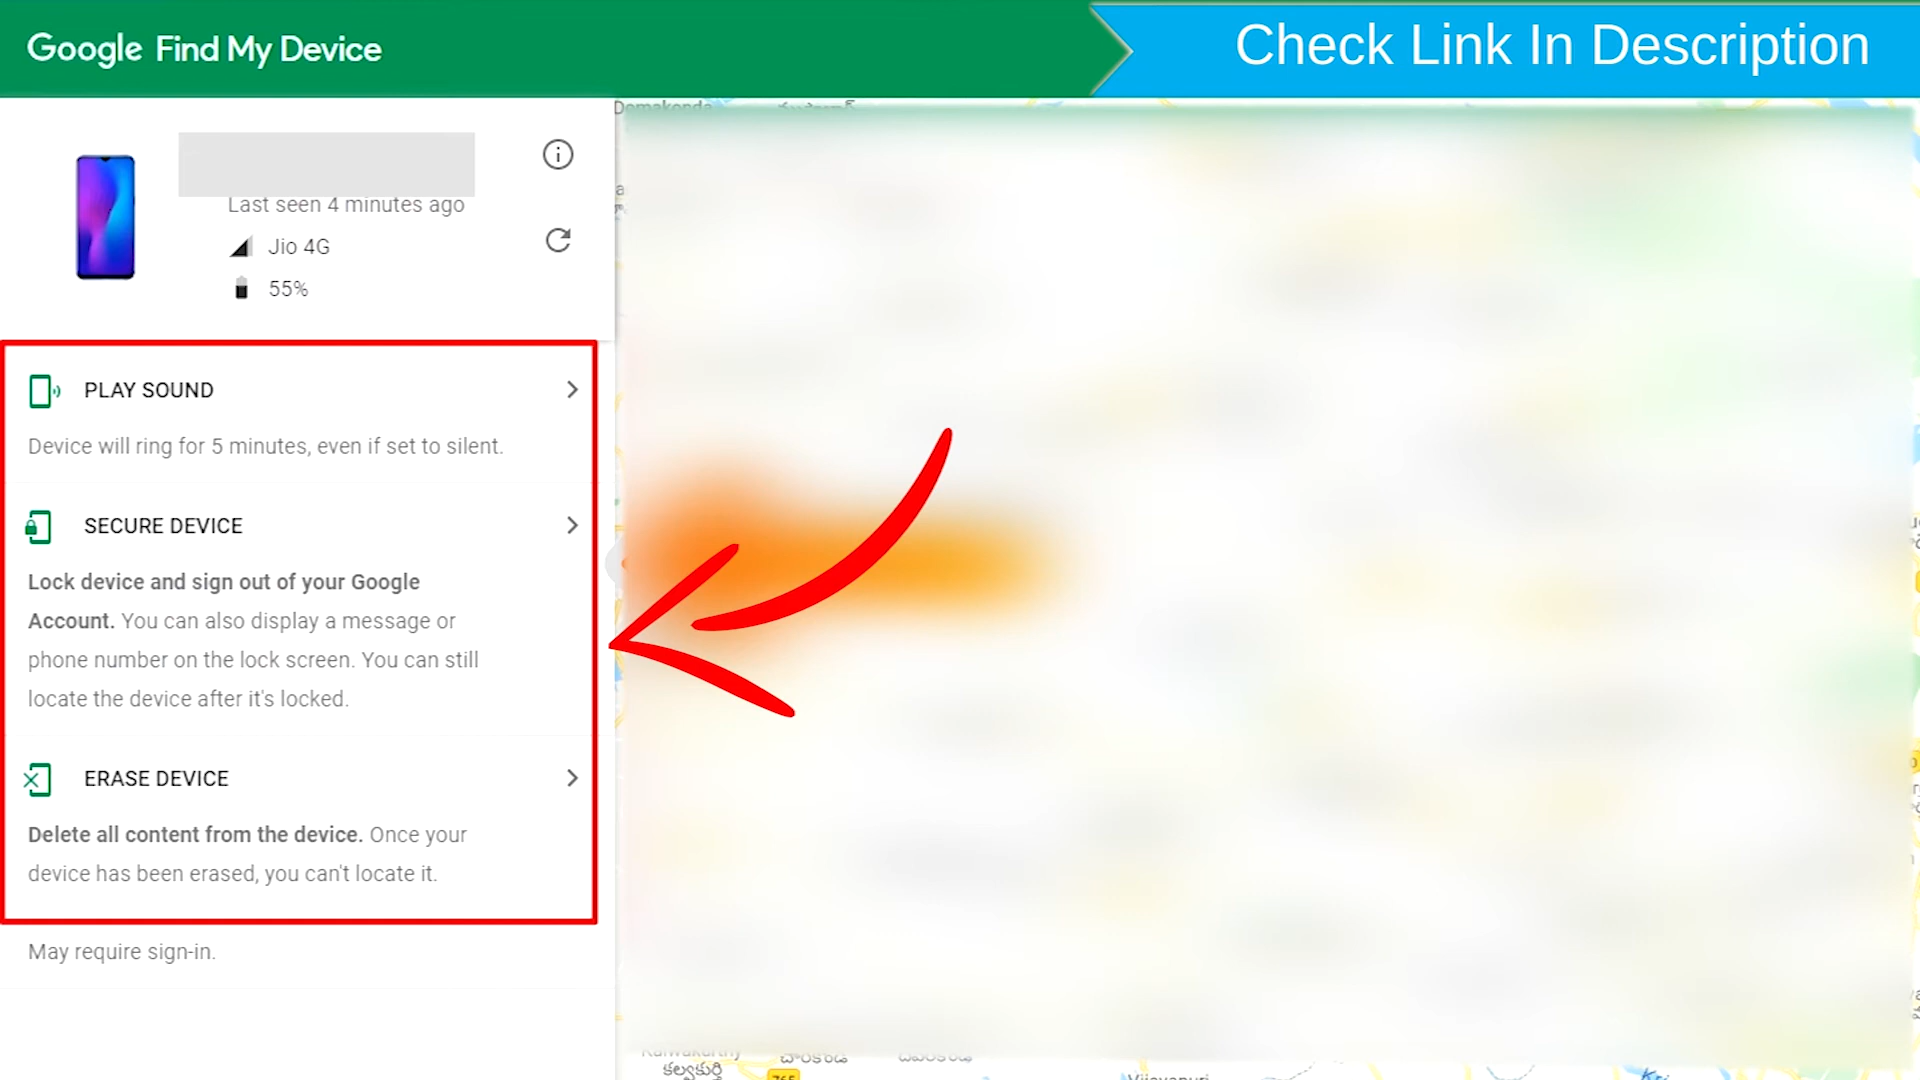 Google Find My Device
Check Link In Description
Last seen 4 minutes ago
Jio 4G
55%
PLAY SOUND
Device will ring for 5 minutes, even if set to silent.
SECURE DEVICE
Lock device and sign out of your Google
Account. You can also display a message or
phone number on the lock screen. You can still
locate the device after it's locked.
ERASE DEVICE
Delete all content from the device. Once your
device has been erased, you can't locate it.
May require sign-in.
కల్వకుర్తి